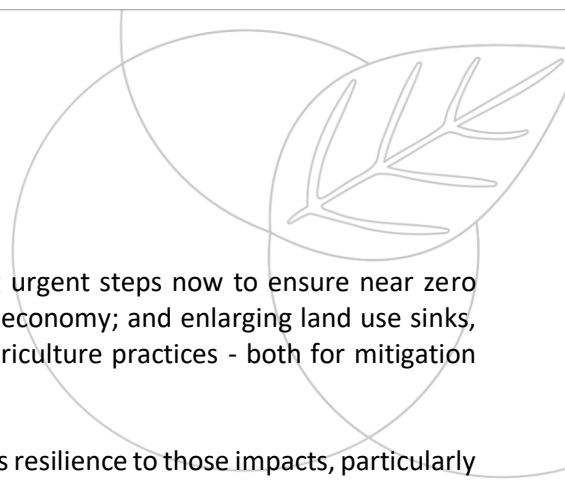 urgent steps now to ensure near zero
economy; and enlarging land use sinks,
riculture practices - both for mitigation
s resilience to those impacts, particularly